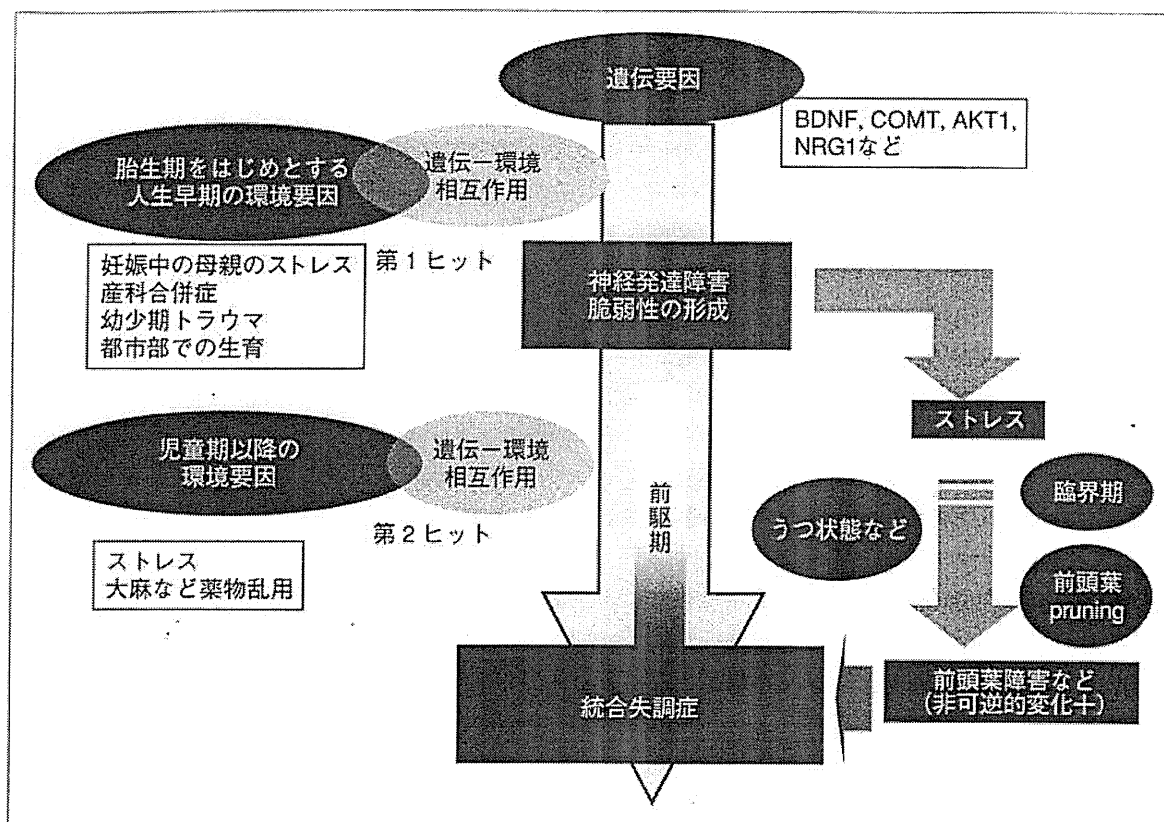 遺伝要因
BDNF, COMT, AKT1,
NRG1など
胎生期をはじめとする
人生早期の環境要因
遺伝ー環境
相互作用
第1ヒット
妊娠中の母親のストレス
産科合併症
幼少期トラウマ
都市部での生育
神経発達障害
脆弱性の形成
ストレス
児童期以降の
環境要因
遺伝ー環境
相互作用
第2ヒット
ストレス
大麻など薬物乱用
前駆期
うつ状態など
臨界期
前頭葉
pruning
前頭葉障害など
(非可逆的変化+)
統合失調症